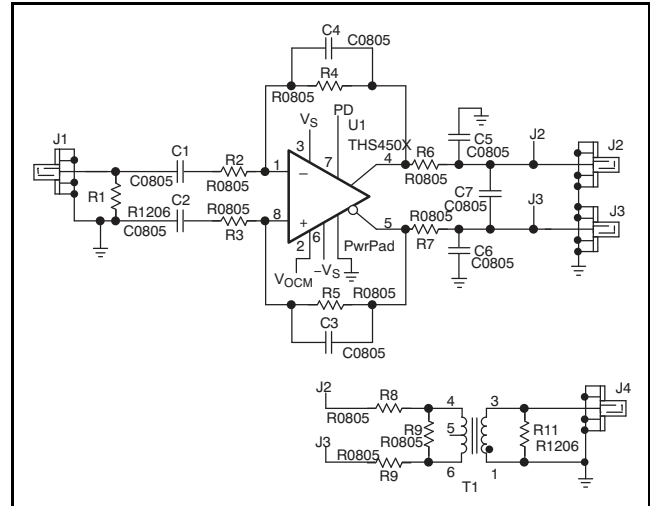 C4
C0805
R4
R0805
PD
U1
VS
THS450X
3
7
4
J1
C1
R2
1
–
R6
R0805
C5
C0805
J2
J2
C0805
R0805
R1
R1206
C2
C0805
R0805
R3
8
+
C7
C0805
J3
J3
R0805
R7
5
PwrPad
2
6
–VS
VOCM
C6
C0805
R5
R0805
C3
C0805
J2
R8
R0805
4
3
J4
R9
R0805
5
R11
R1206
J3
R0805
R9
6
1
T1